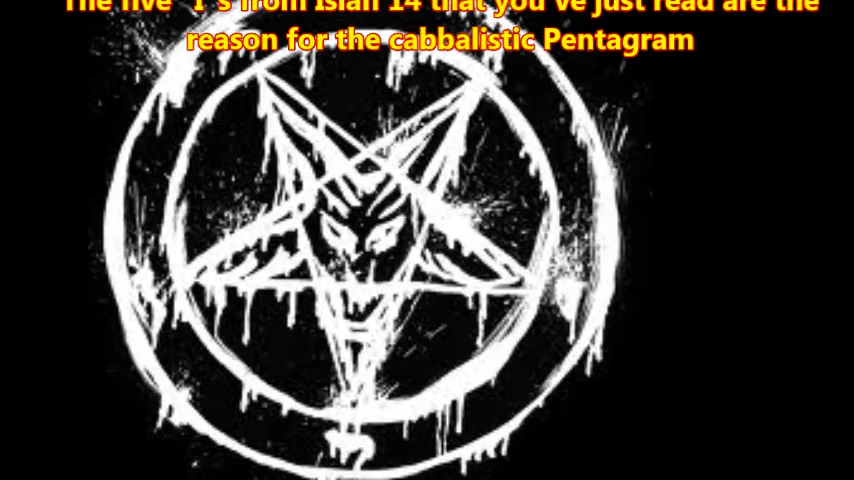 The five "I"s from Isiah 14 that you've just read are the
reason for the cabbalistic Pentagram